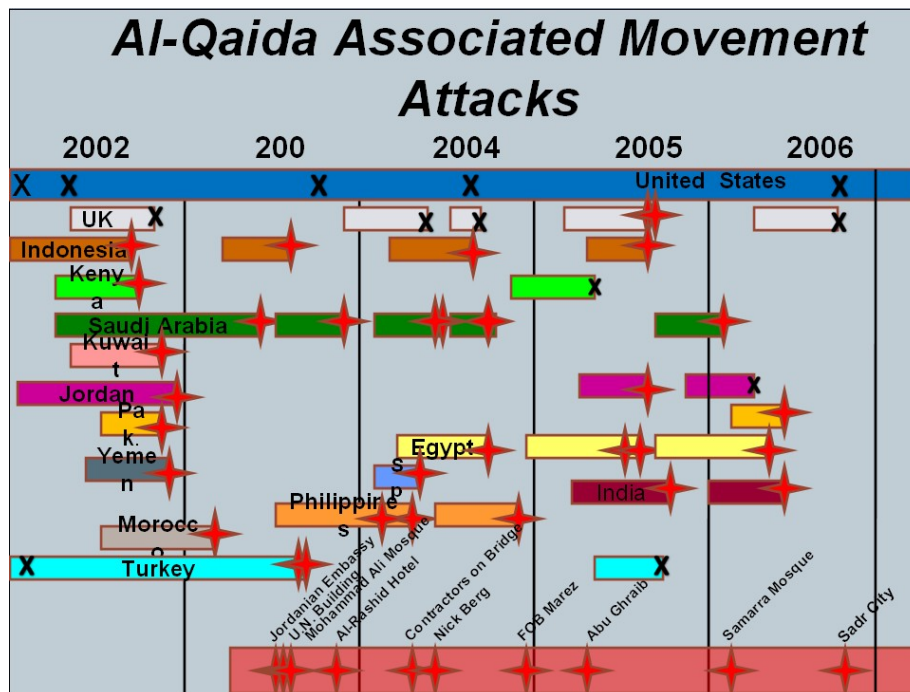 Al-Qaida Associated Movement
Attacks
2002 200 2004 2005 2006
X X X X X United States
UK X X X X
Indonesia
Keny
a X
Saudi Arabia
Kuwai
t
Jordan X
Pa
k.
Egypt
Yeme
n
Sp
India
Philippine
s
Morocc
o
X Turkey X
Jordanian Embassy
U.N. Building
Mohammad Ali Mosque
Al-Rashid Hotel
Contractors on Bridge
Nick Berg
FOB Marez
Abu Ghraib
Samarra Mosque
Sadr City